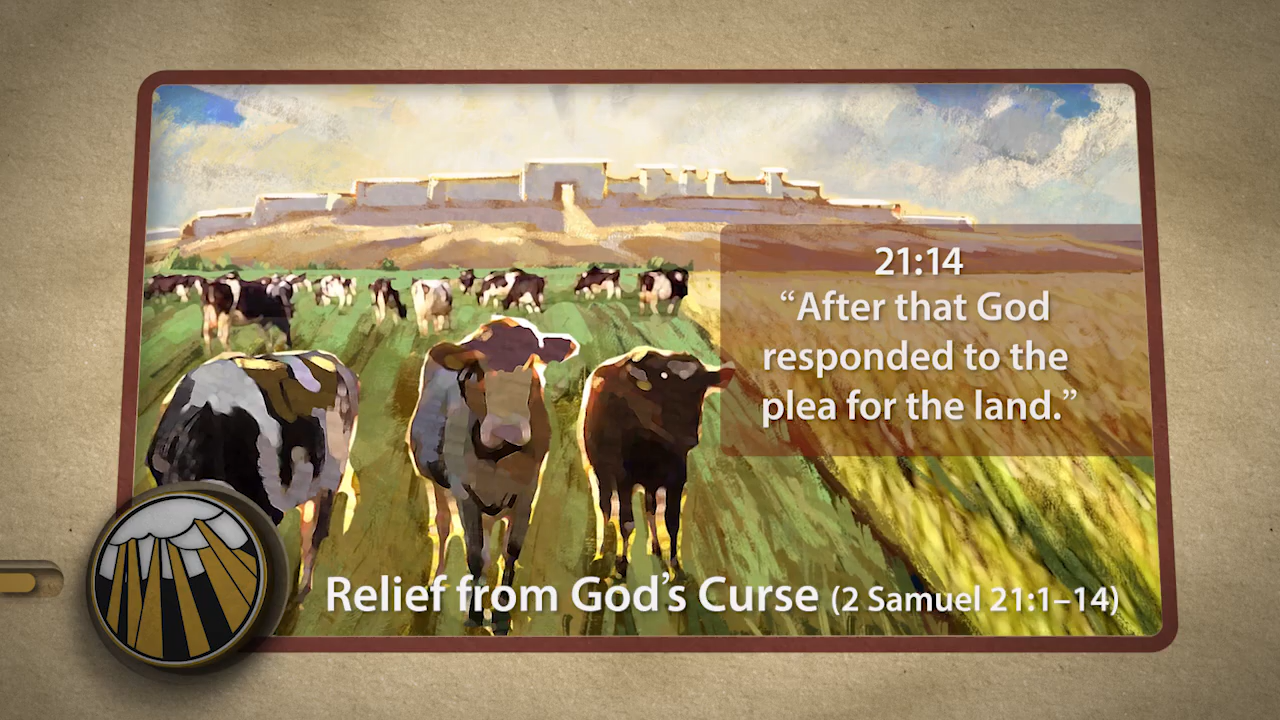 21:14
“After that God
responded to the
plea for the land.”
Relief from God’s Curse (2 Samuel 21:1–14)